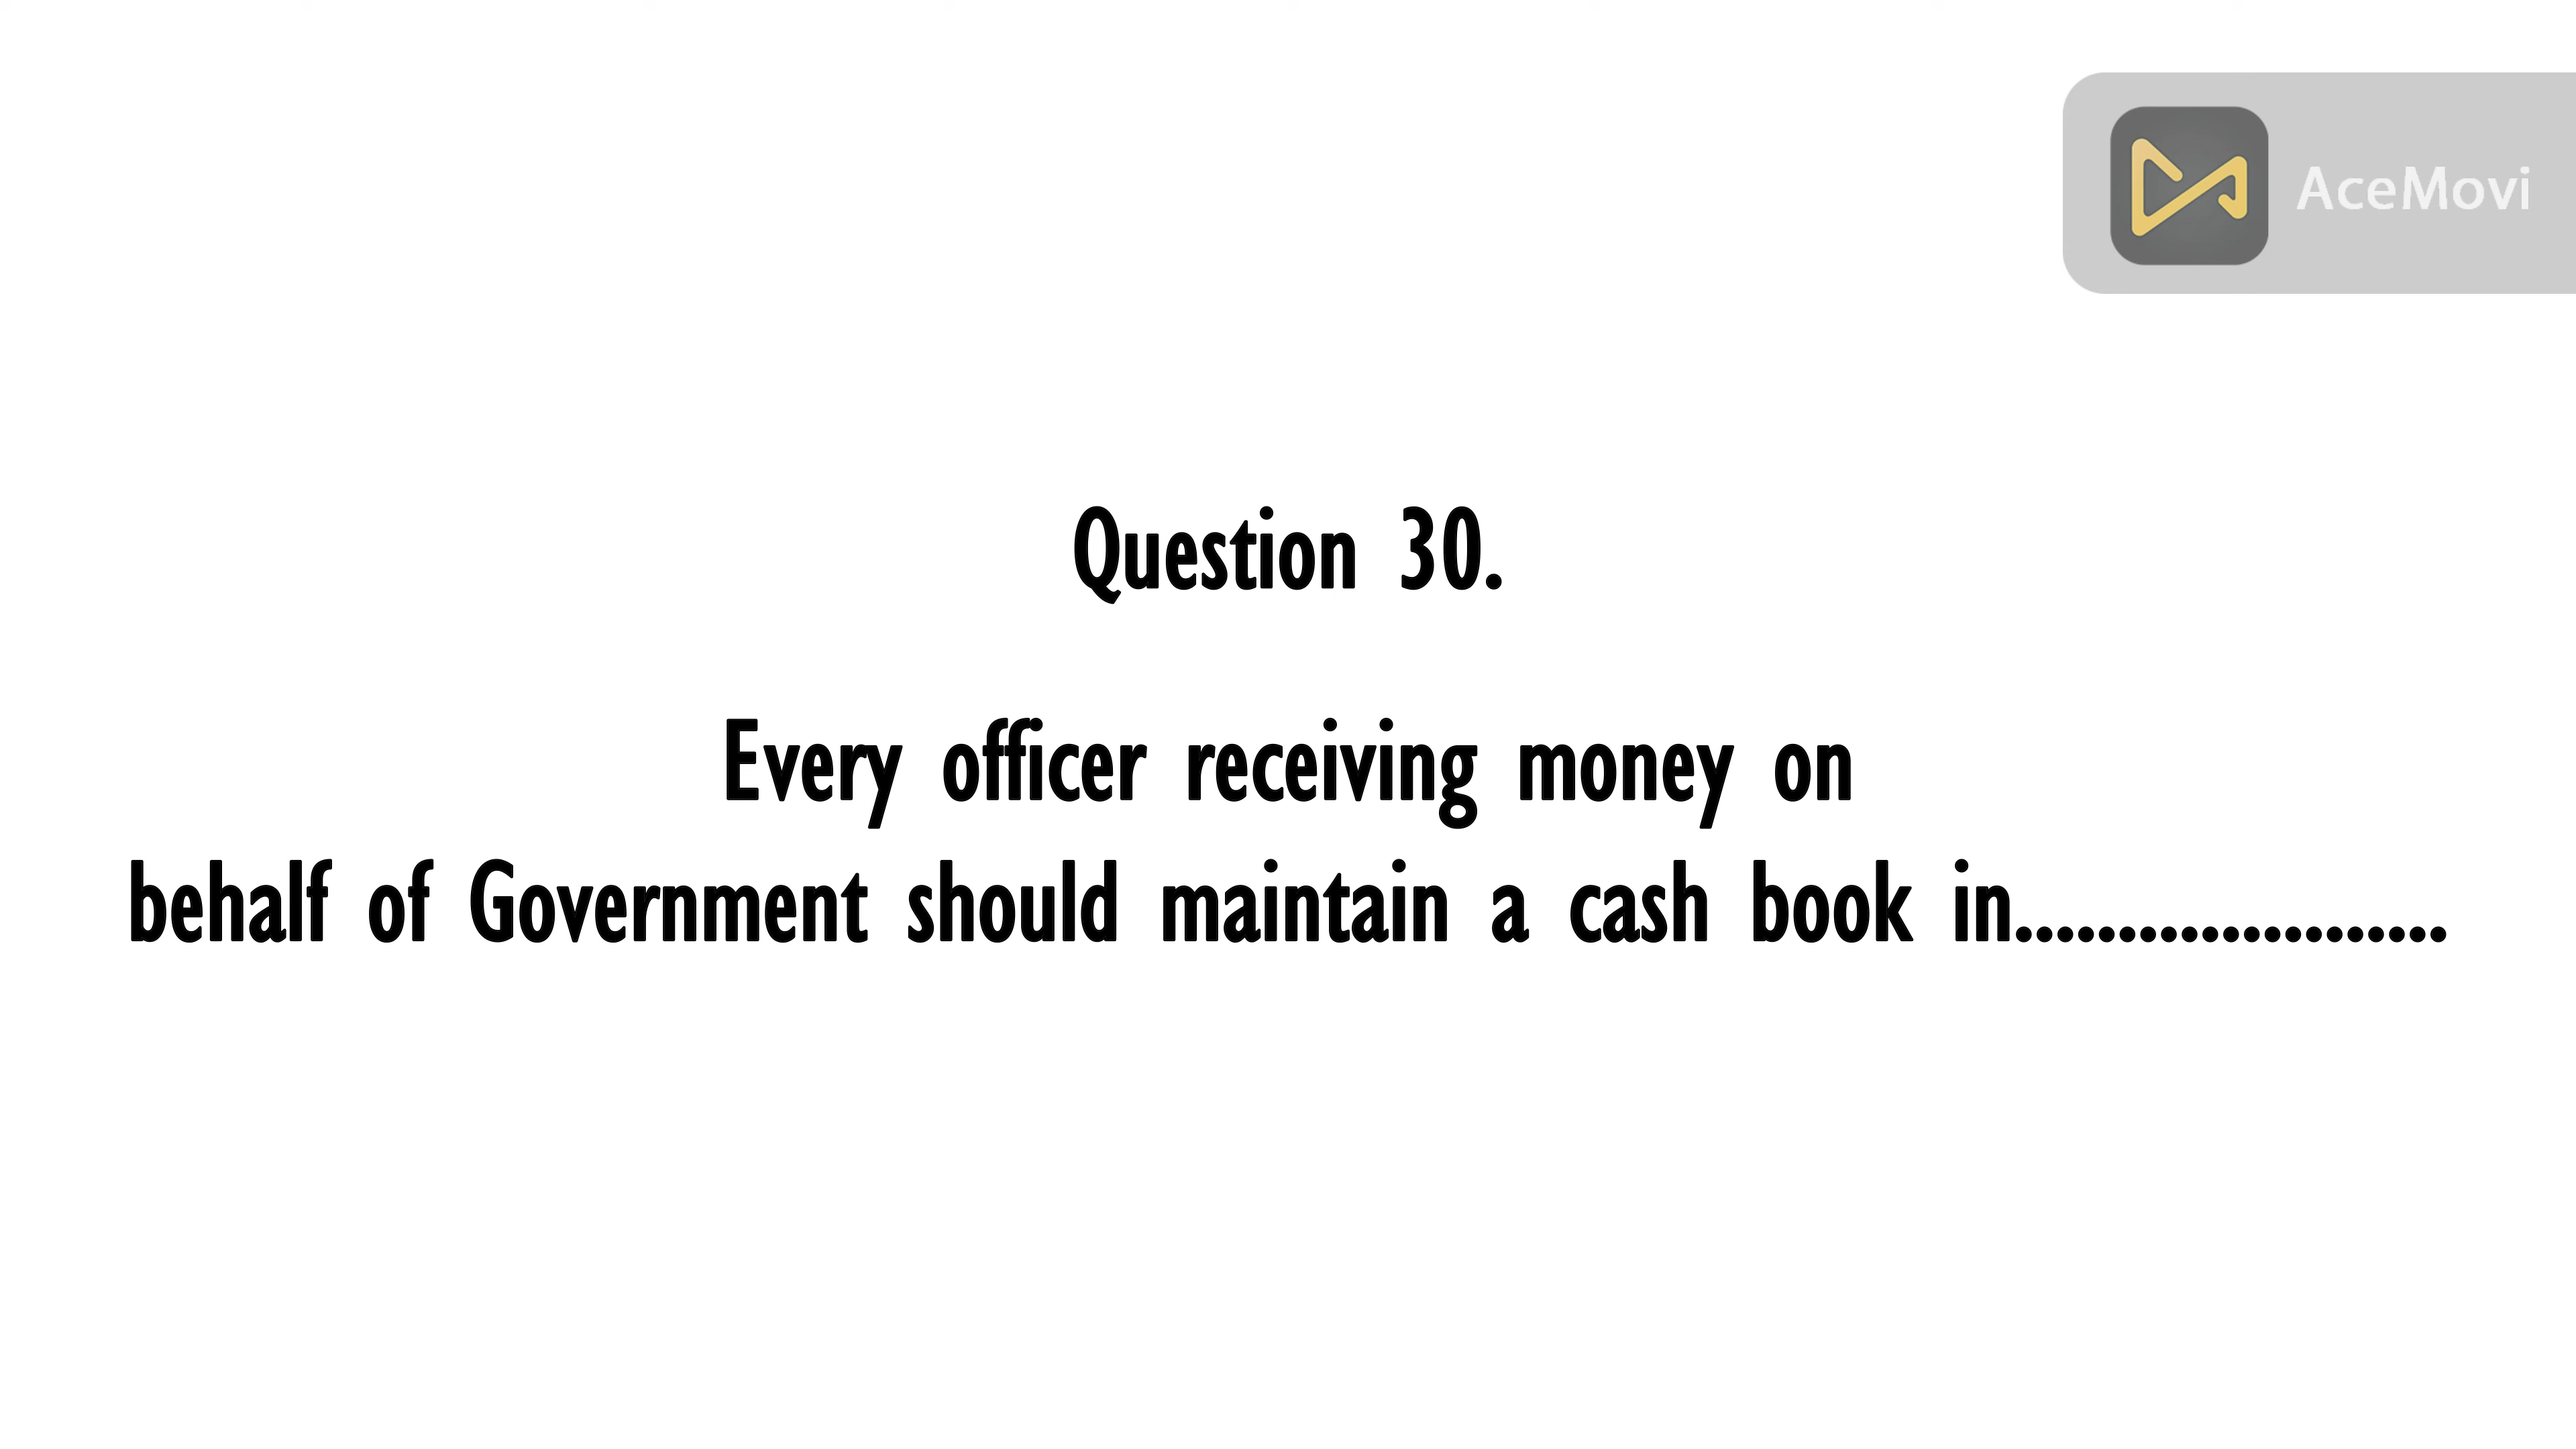 AceMovi
Question 30.
Every officer receiving money on
behalf of Government should maintain a cash book in.....................